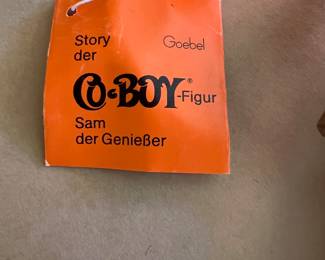 Story Goebel
der
CO-BOY®-Figur
Sam
der Genießer